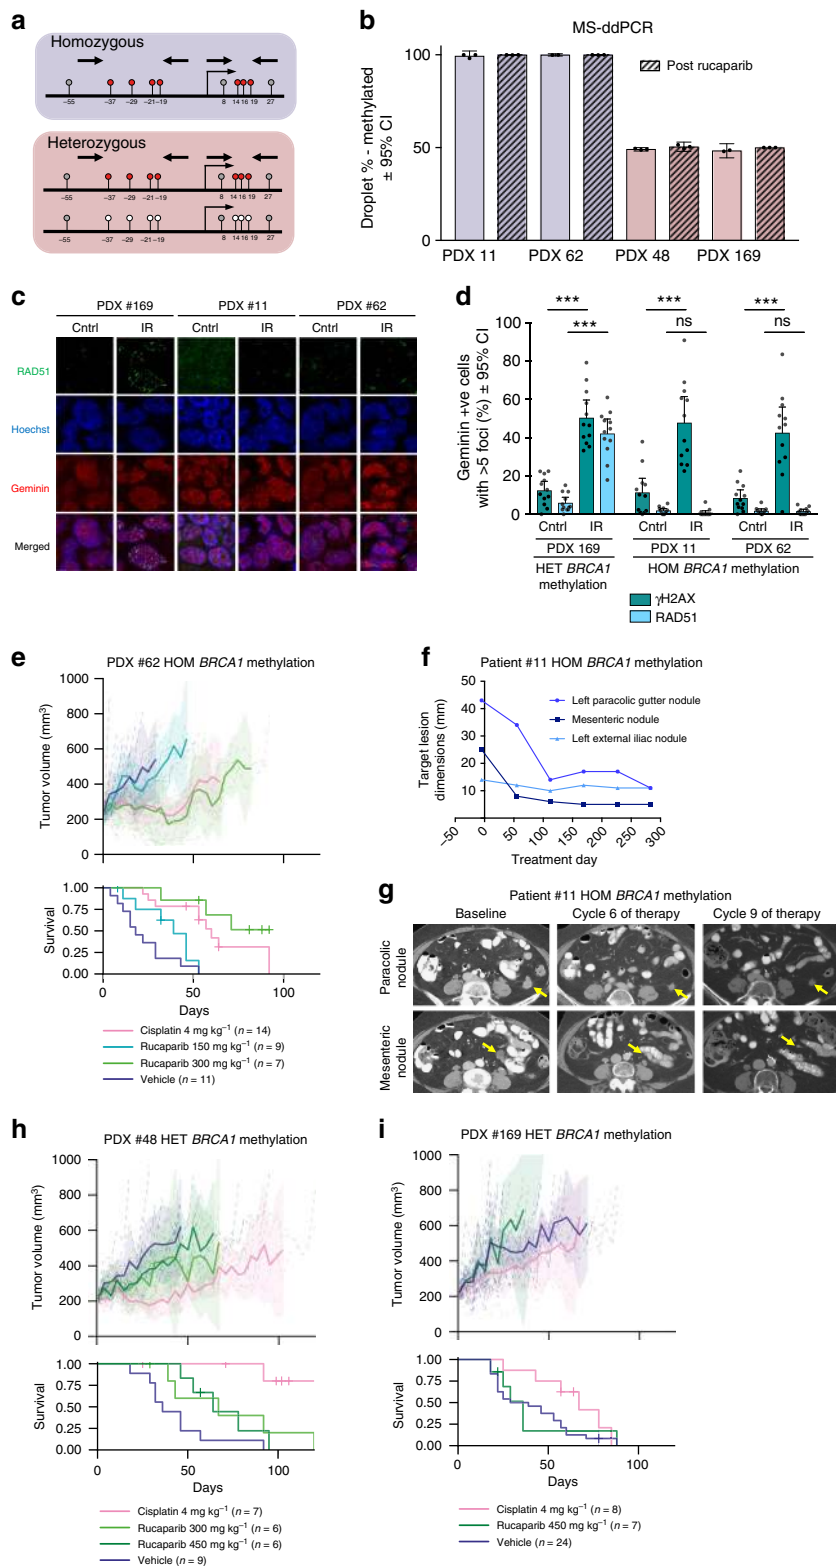 a
Homozygous
−55 −37 −29 −21 −19 8 14 16 19 27
Heterozygous
−55 −37 −29 −21 −19 8 14 16 19 27
−55 −37 −29 −21 −19 8 14 16 19 27
b
MS-ddPCR
Droplet % - methylated
± 95% CI
100
50
0
Post rucaparib
PDX 11 PDX 62 PDX 48 PDX 169
c
PDX #169 PDX #11 PDX #62
Cntrl IR Cntrl IR Cntrl IR
RAD51
Hoechst
Geminin
Merged
d
Geminin +ve cells
with >5 foci (%) ± 95% CI
100
80
60
40
20
0
*** *** ***
*** ns ns
Cntrl IR Cntrl IR Cntrl IR
PDX 169 PDX 11 PDX 62
HET BRCA1
methylation
HOM BRCA1 methylation
γH2AX
RAD51
e
PDX #62 HOM BRCA1 methylation
Tumor volume (mm³)
1000
800
600
400
200
0
Survival
1.00
0.75
0.50
0.25
0.00
0 100
Days
Cisplatin 4 mg kg⁻¹ (n = 14)
Rucaparib 150 mg kg⁻¹ (n = 9)
Rucaparib 300 mg kg⁻¹ (n = 7)
Vehicle (n = 11)
f
Patient #11 HOM BRCA1 methylation
Target lesion
dimensions (mm)
50
40
30
20
10
Left paracolic gutter nodule
Mesenteric nodule
Left external iliac nodule
−50 0 50 100 150 200 250 300
Treatment day
g
Patient #11 HOM BRCA1 methylation
Baseline Cycle 6 of therapy Cycle 9 of therapy
Paracolic
nodule
Mesenteric
nodule
h
PDX #48 HET BRCA1 methylation
Tumor volume (mm³)
1000
800
600
400
200
0
Survival
1.00
0.75
0.50
0.25
0.00
0 100
Days
Cisplatin 4 mg kg⁻¹ (n = 7)
Rucaparib 300 mg kg⁻¹ (n = 6)
Rucaparib 450 mg kg⁻¹ (n = 6)
Vehicle (n = 9)
i
PDX #169 HET BRCA1 methylation
Tumor volume (mm³)
1000
800
600
400
200
0
Survival
1.00
0.75
0.50
0.25
0.00
0 50 100
Days
Cisplatin 4 mg kg⁻¹ (n = 8)
Rucaparib 450 mg kg⁻¹ (n = 7)
Vehicle (n = 24)